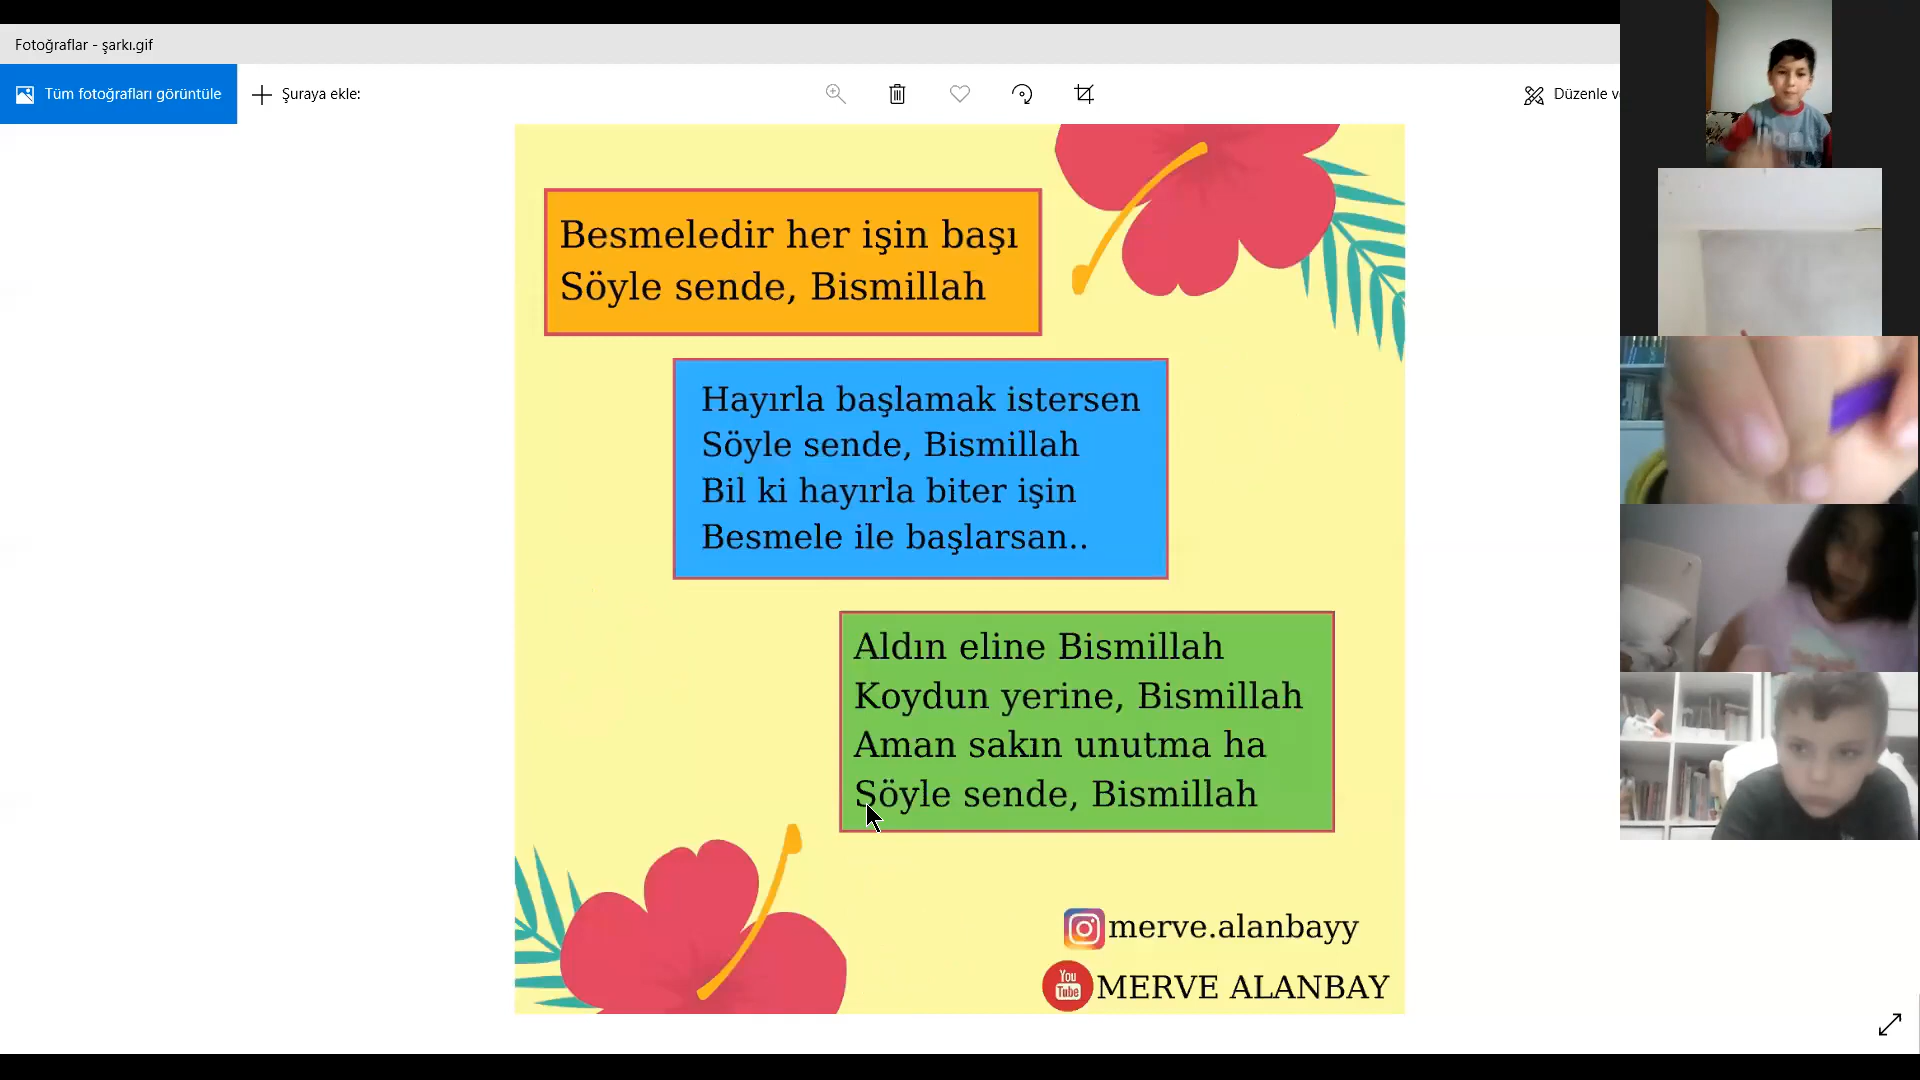 Fotoğraflar - şarkı.gif
Tüm fotoğrafları görüntüle
Şuraya ekle:
Düzenle v
Besmeledir her işin başı
Söyle sende, Bismillah
Hayırla başlamak istersen
Söyle sende, Bismillah
Bil ki hayırla biter işin
Besmele ile başlarsan..
Aldın eline Bismillah
Koydun yerine, Bismillah
Aman sakın unutma ha
Söyle sende, Bismillah
merve.alanbayy
You
Tube
MERVE ALANBAY